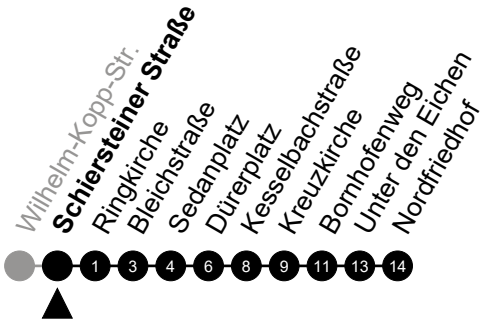 Wilhelm-Kopp-Str.
Schiersteiner Straße
Ringkirche
Bleichstraße
Sedanplatz
Dürerplatz
Kesselbachstraße
Kreuzkirche
Bornhofenweg
Unter den Eichen
Nordfriedhof
1 3 4 6 8 9 11 13 14